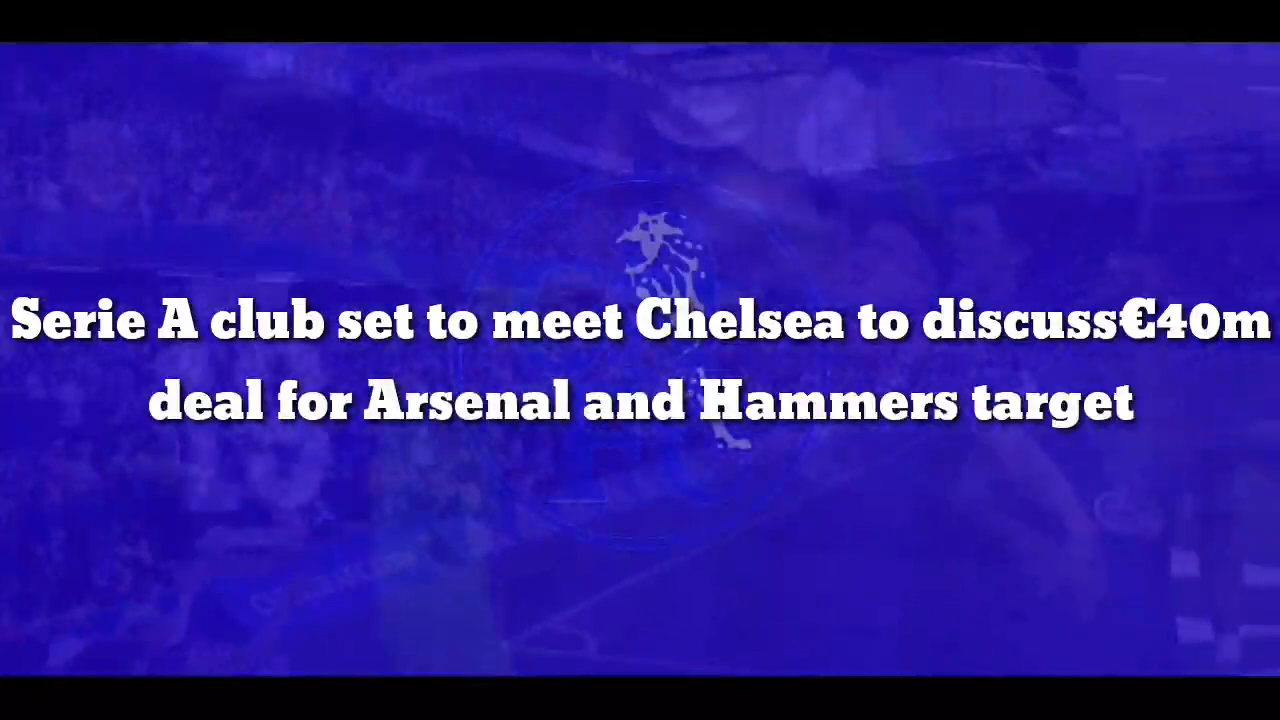 Serie A club set to meet Chelsea to discuss€40m
deal for Arsenal and Hammers target